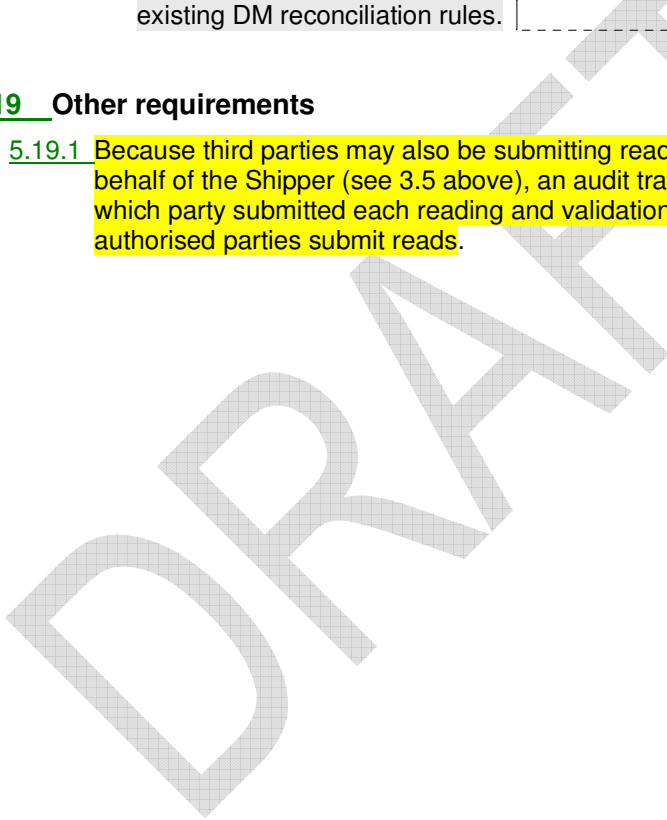 existing DM reconciliation rules.
19 Other requirements
5.19.1 Because third parties may also be submitting
behalf of the Shipper (see 3.5 above), an audit
which party submitted each reading and validation
authorised parties submit reads.
DRAFT